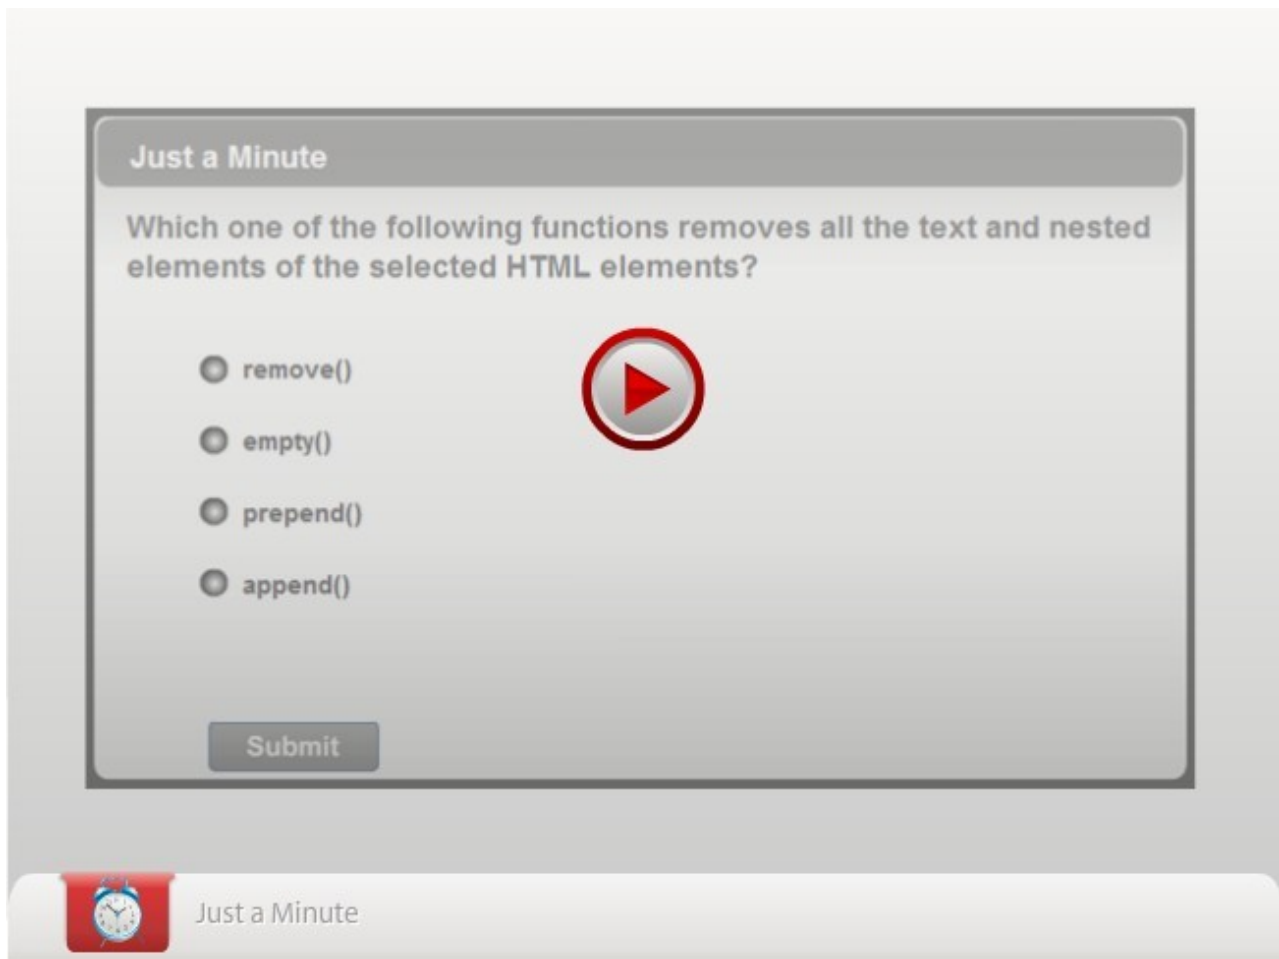 Just a Minute
Which one of the following functions removes all the text and nested
elements of the selected HTML elements?
remove()
empty()
prepend()
append()
Submit
Just a Minute